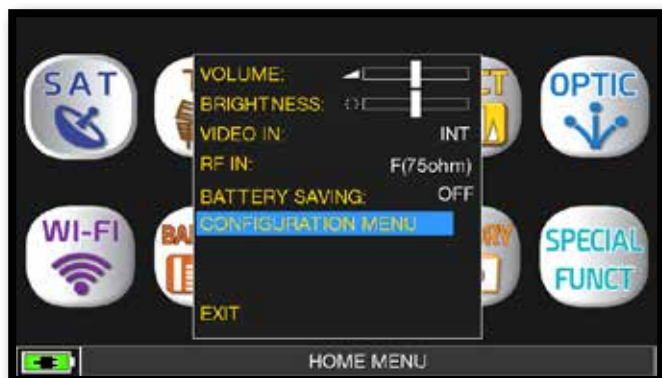 SAT
OPTIC
VOLUME:
BRIGHTNESS:
VIDEO IN: INT
RF IN: F(75ohm)
BATTERY SAVING: OFF
CONFIGURATION MENU
WI-FI
SPECIAL
FUNCT
EXIT
HOME MENU